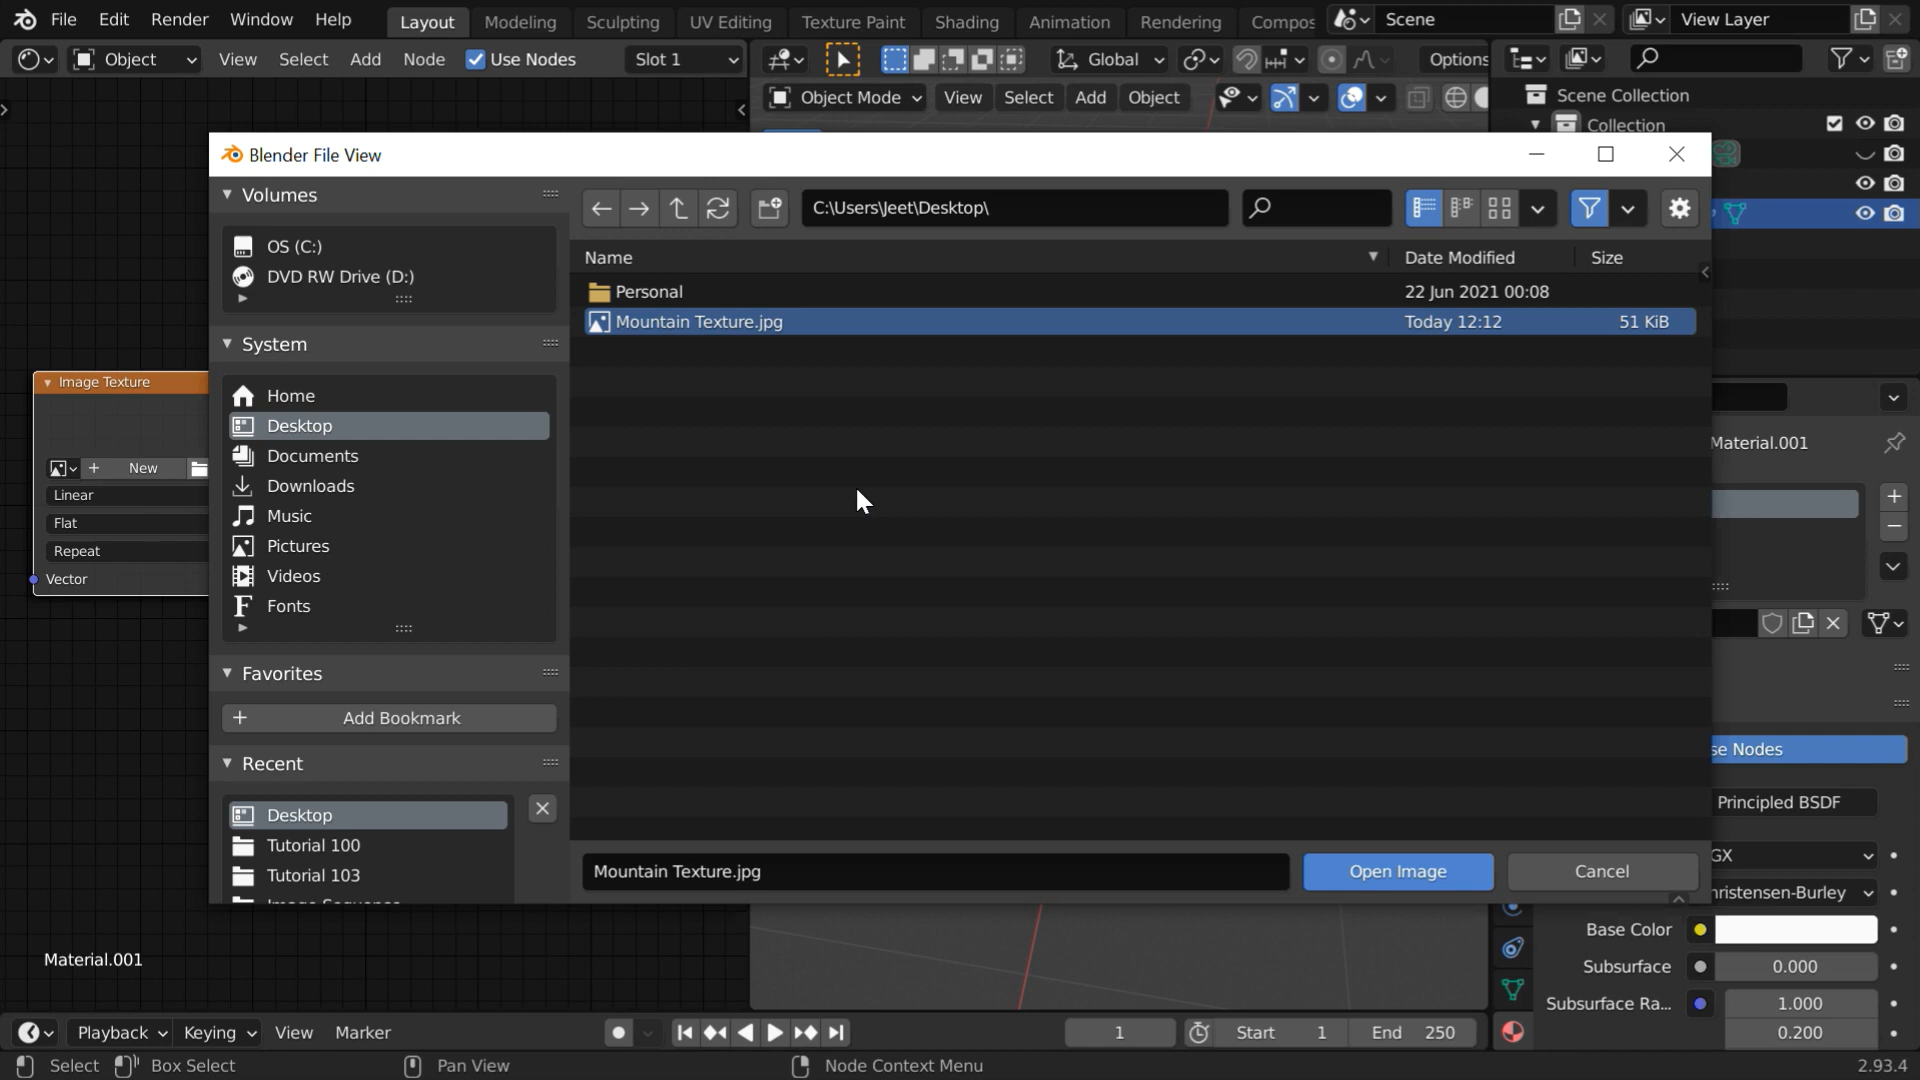 File Edit Render Window Help Layout Modeling Sculpting UV Editing Texture Paint Shading Animation Rendering Compos Scene View Layer
Object View Select Add Node Use Nodes Slot 1 Global Options
Object Mode View Select Add Object Scene Collection
Collection
Blender File View
Volumes
C:\Users\Jeet\Desktop\
OS (C:)
DVD RW Drive (D:)
Name Date Modified Size
Personal 22 Jun 2021 00:08
Mountain Texture.jpg Today 12:12 51 KiB
System
Home
Desktop
Documents
Downloads
Music
Pictures
Videos
Fonts
Favorites
Add Bookmark
Recent
Desktop
Tutorial 100
Tutorial 103
Mountain Texture.jpg Open Image Cancel
Image Texture
New
Linear
Flat
Repeat
Vector
Material.001
Material.001
se Nodes
Principled BSDF
GX
hristensen-Burley
Base Color
Subsurface 0.000
Subsurface Ra... 1.000
0.200
Playback Keying View Marker 1 Start 1 End 250
Select Box Select Pan View Node Context Menu 2.93.4